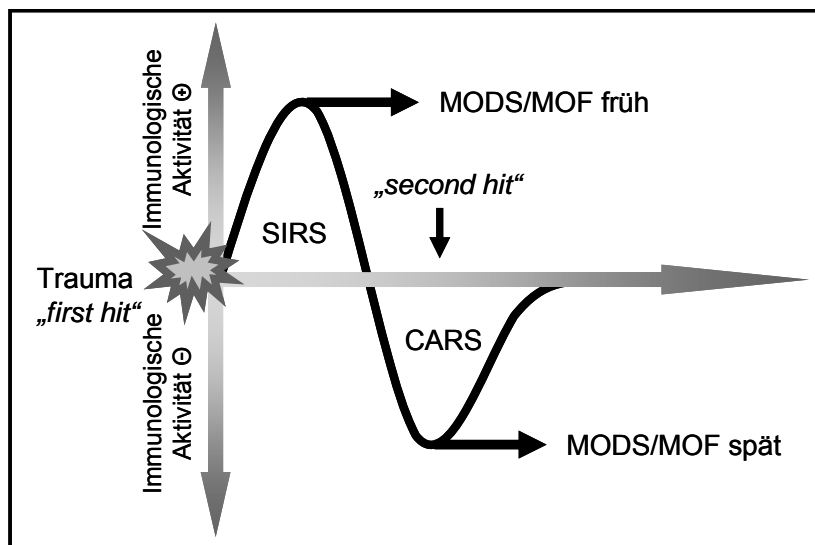 Immunologische
Aktivität ⊕
MODS/MOF früh
„second hit“
SIRS
Trauma
„first hit“
CARS
Immunologische
Aktivität ⊖
MODS/MOF spät